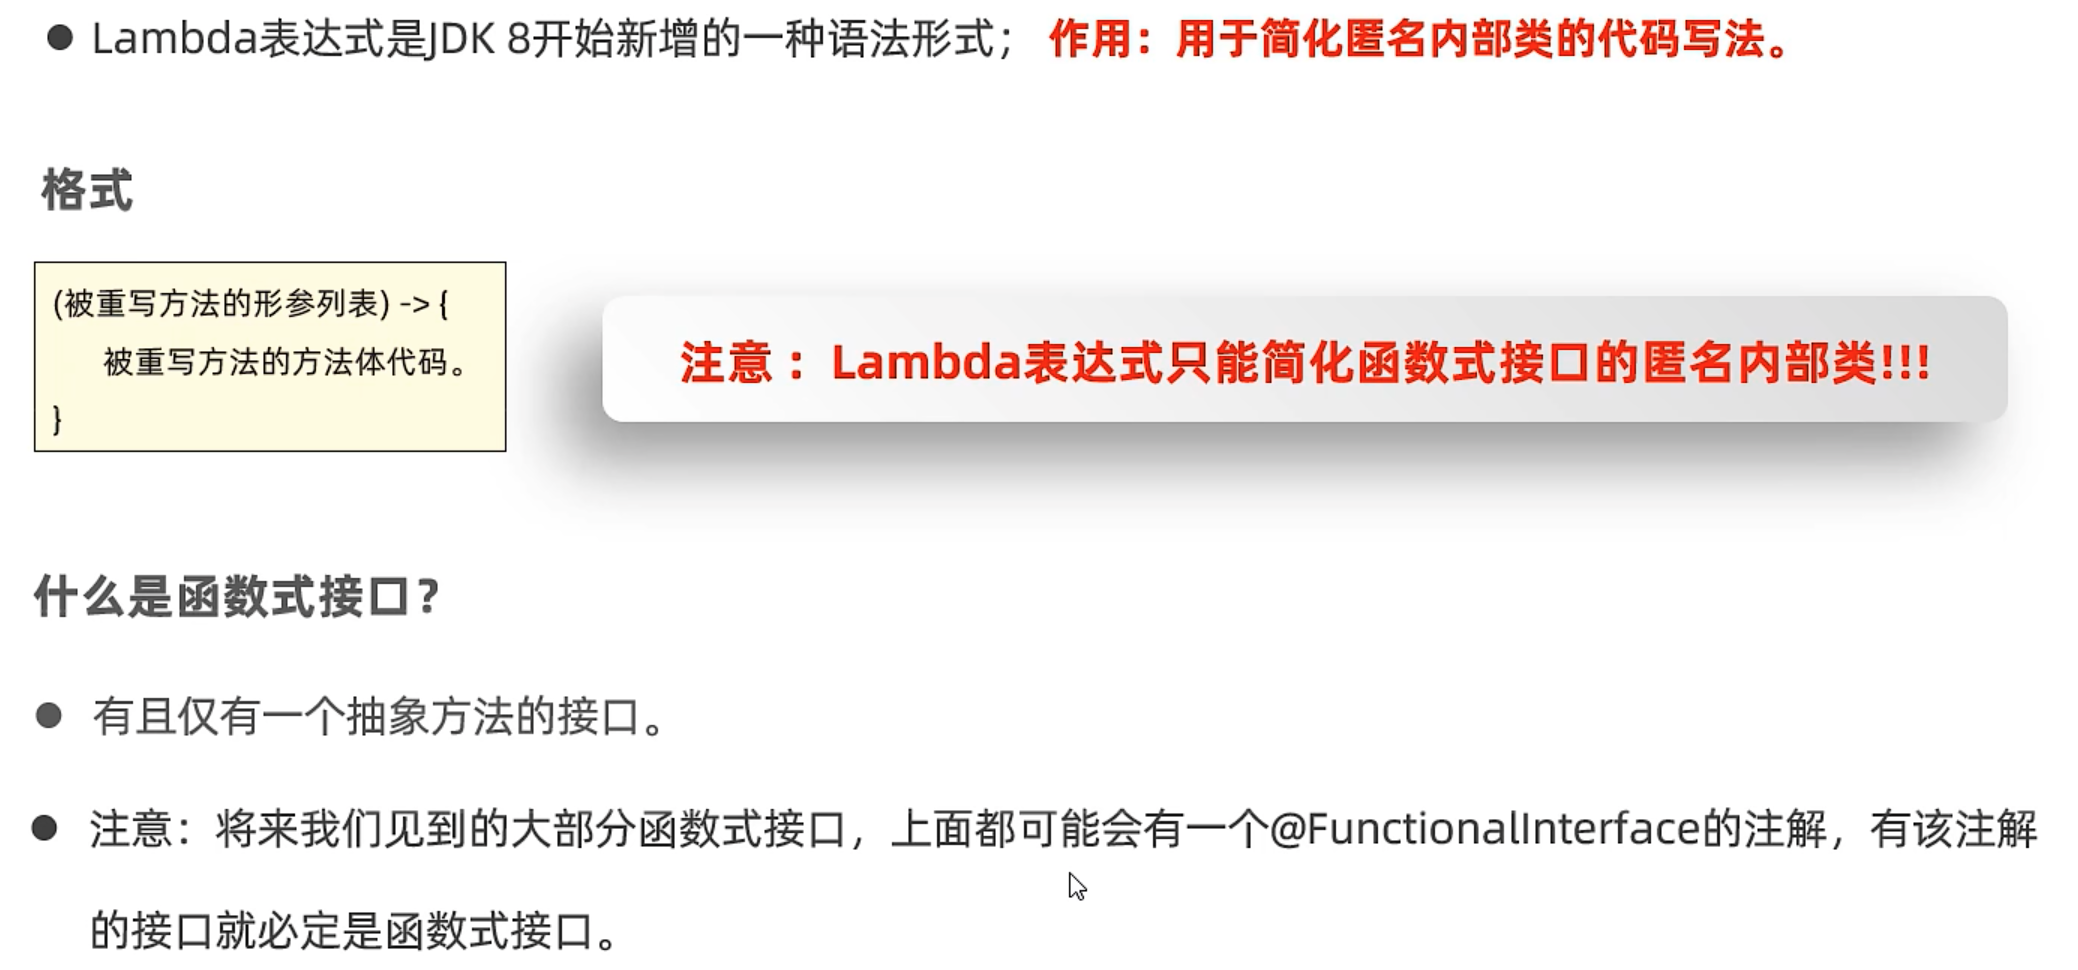 Lambda表达式是JDK 8开始新增的一种语法形式；作用：用于简化匿名内部类的代码写法。
格式
(被重写方法的形参列表) -> {
被重写方法的方法体代码。
}
注意：Lambda表达式只能简化函数式接口的匿名内部类!!!
什么是函数式接口？
有且仅有一个抽象方法的接口。
注意：将来我们见到的大部分函数式接口，上面都可能会有一个@FunctionalInterface的注解，有该注解
的接口就必定是函数式接口。